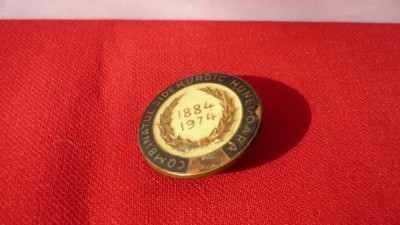 COMBINATUL SIDERURGIC HUNEDOARA
1884
1974